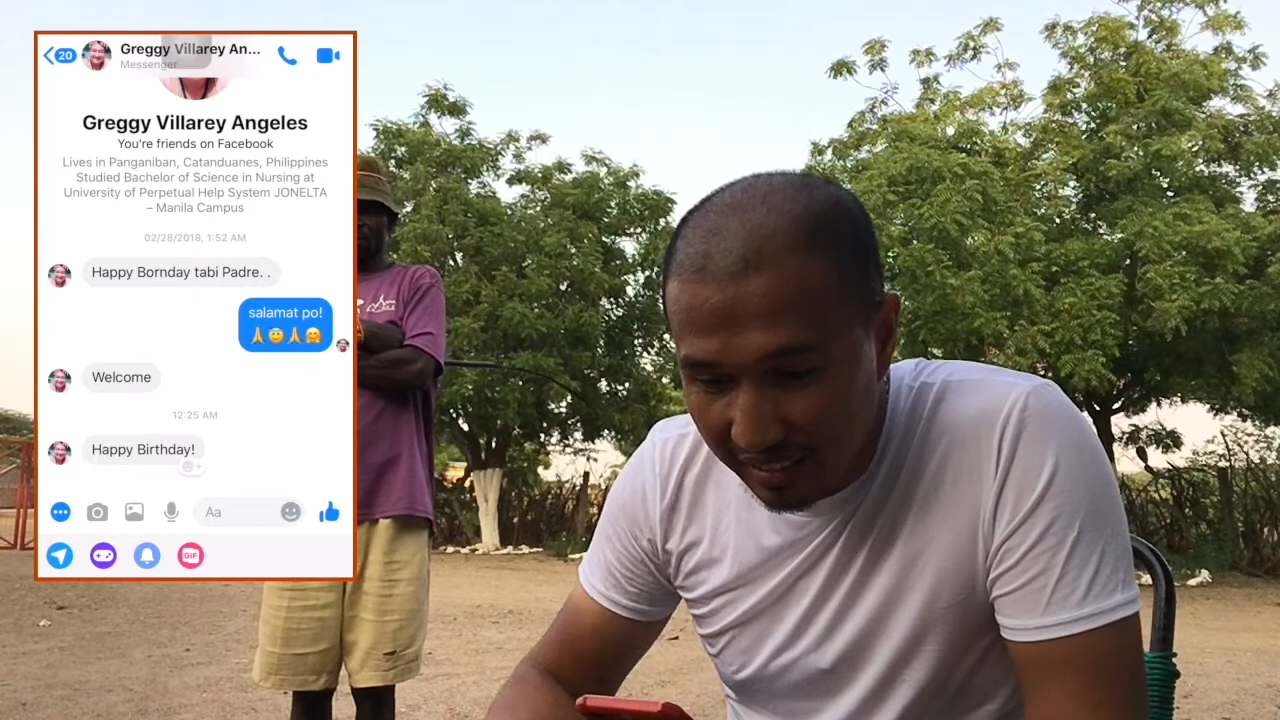 20
Greggy Villarey An...
Messenger
Greggy Villarey Angeles
You're friends on Facebook
Lives in Panganiban, Catanduanes, Philippines
Studied Bachelor of Science in Nursing at
University of Perpetual Help System JONELTA
– Manila Campus
02/28/2018, 1:52 AM
Happy Bornday tabi Padre. .
salamat po!
🙏😇🙏🤗
Welcome
12:25 AM
Happy Birthday!
Aa
GIF